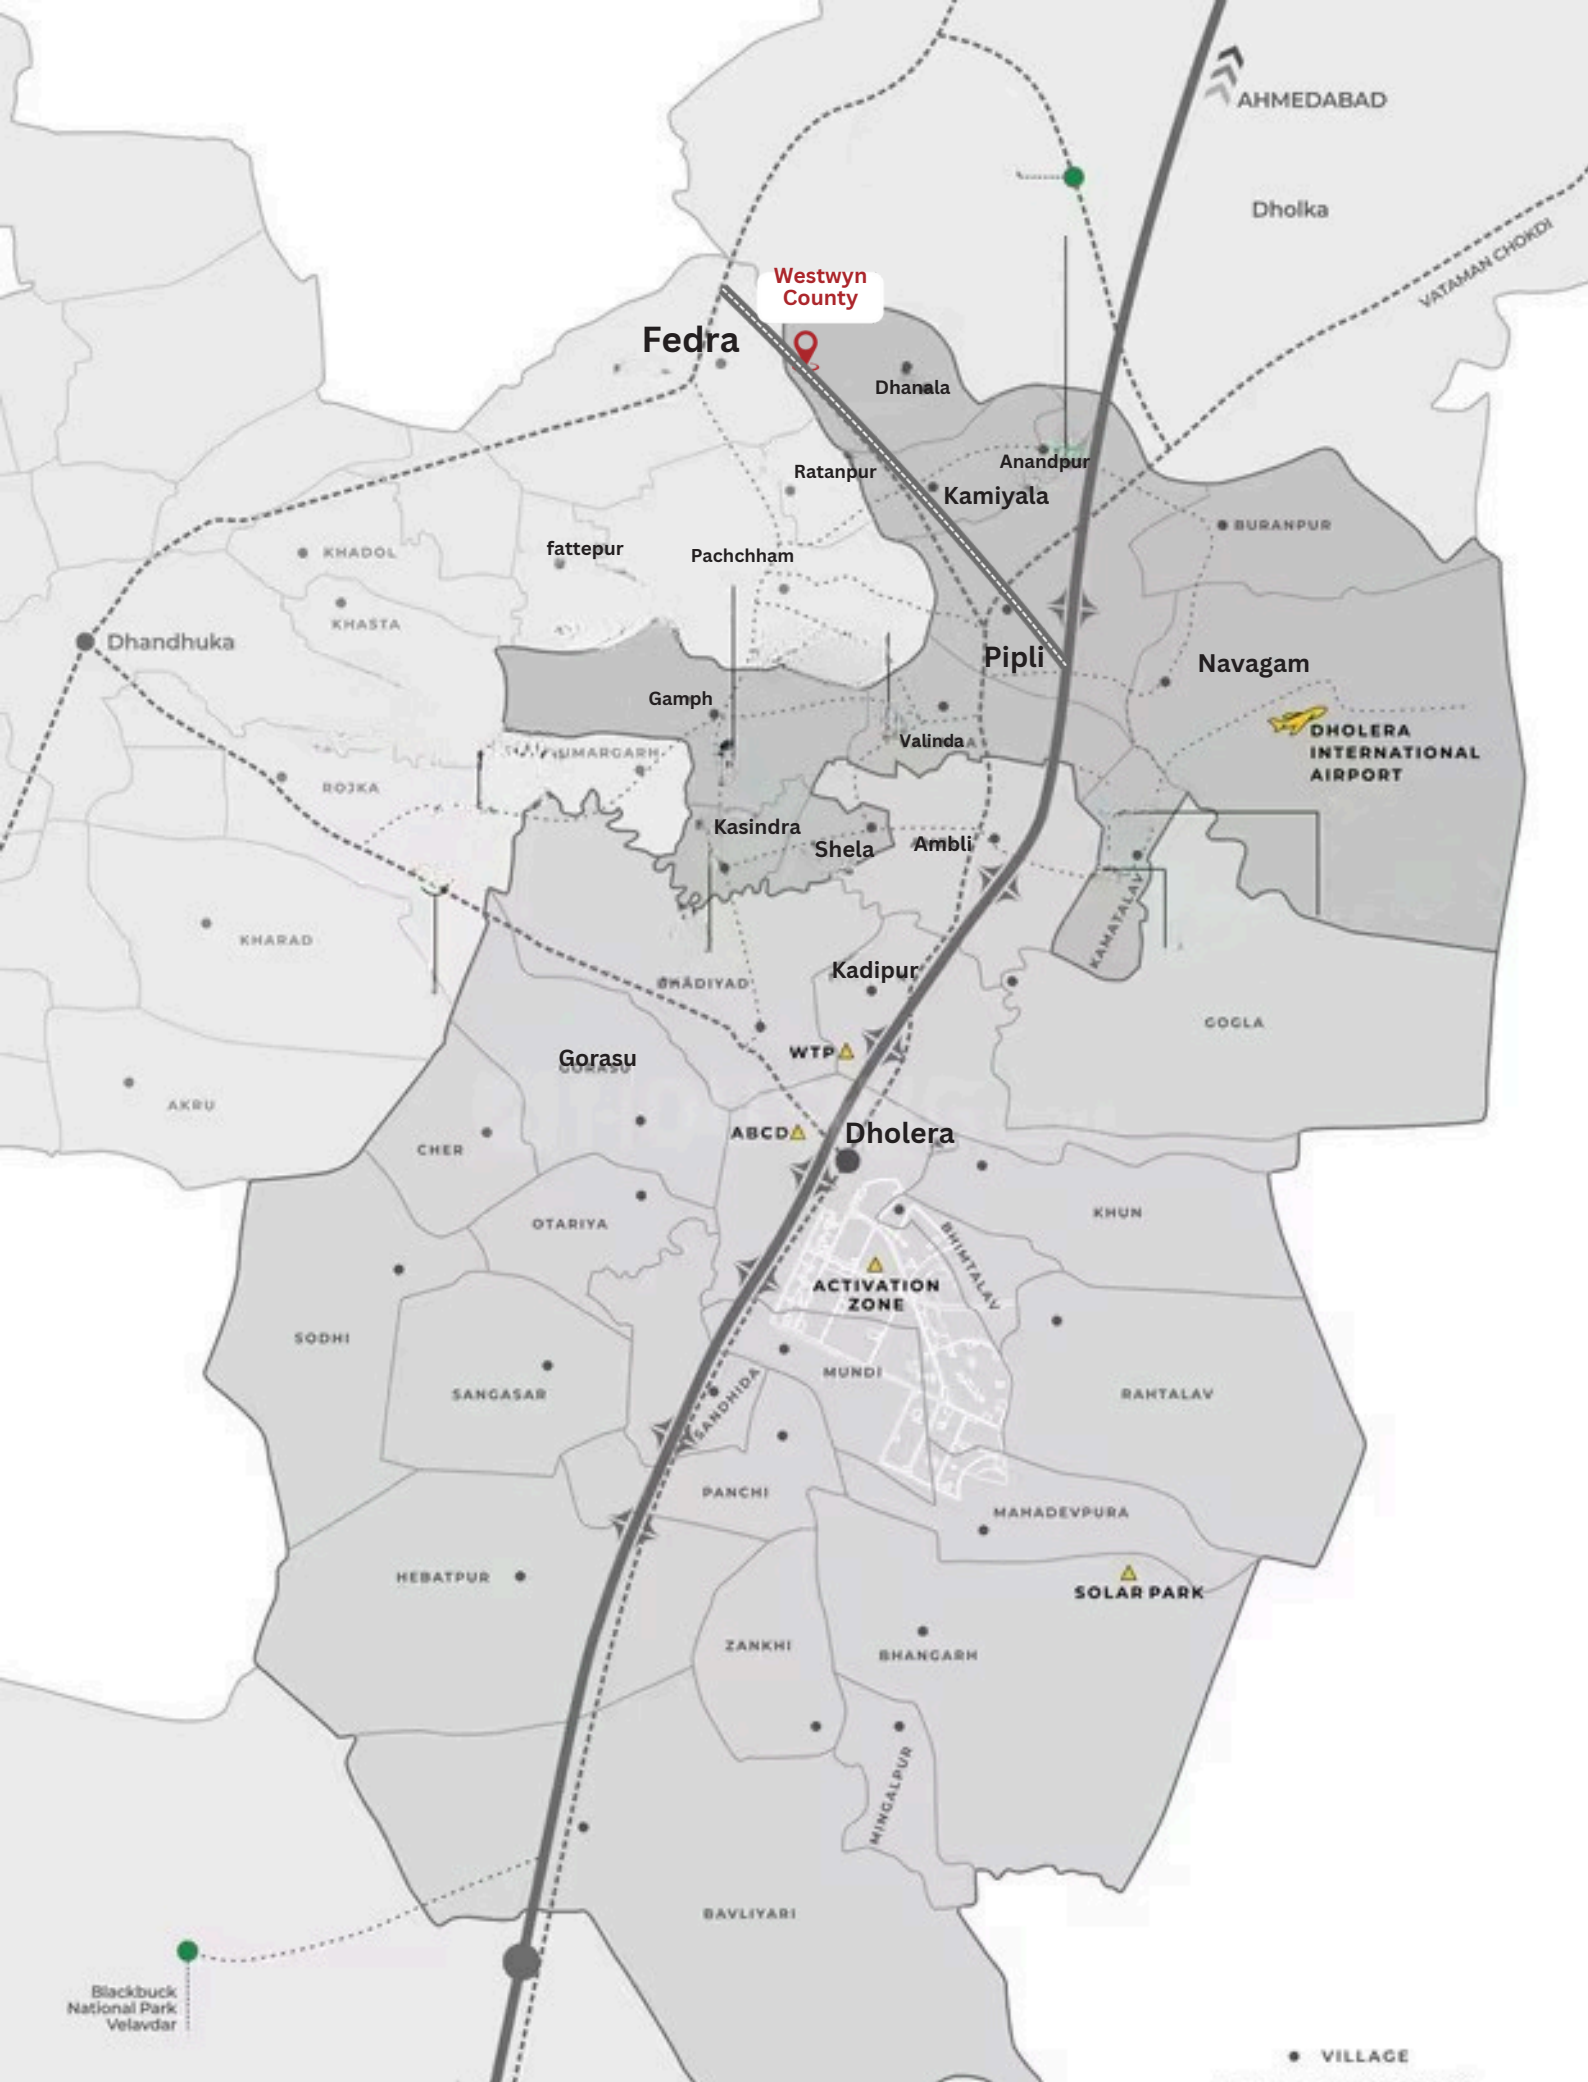 AHMEDABAD
Dholka
VATAMAN CHOKDI
Westwyn
County
Fedra
Dhanala
Anandpur
Ratanpur
Kamiyala
BURANPUR
fattepur
Pachchham
KHADOL
KHASTA
Dhandhuka
Pipli
Navagam
Gamph
DHOLERA
INTERNATIONAL
AIRPORT
Valinda
UMARGARH
ROJKA
Kasindra
Shela
Ambli
KAMATALAV
KHARAD
Kadipur
BHADIYAD
GOGLA
WTP
Gorasu
GORASU
AKRU
ABCD
Dholera
CHER
KHUN
OTARIYA
BHIMTALAV
ACTIVATION
ZONE
SODHI
MUNDI
SANGASAR
SANDHIDA
RAHTALAV
PANCHI
MAHADEVPURA
HEBATPUR
SOLAR PARK
ZANKHI
BHANGARH
MINGALPUR
BAVLIYARI
Blackbuck
National Park
Velavdar
VILLAGE